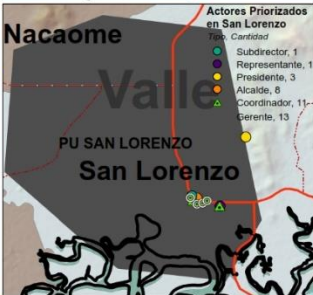 Actores Priorizados
en San Lorenzo
Tipo, Cantidad
Subdirector, 1
Representante, 1
Presidente, 3
Alcalde, 8
Coordinador, 11
Gerente, 13
Nacaome
Valle
PU SAN LORENZO
San Lorenzo